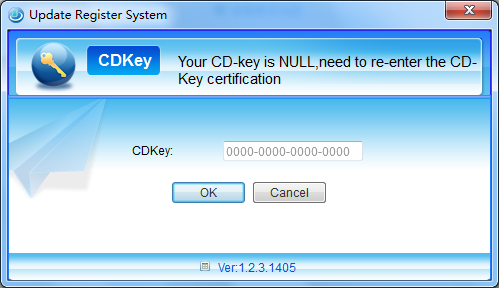 Update Register System
CDKey
Your CD-key is NULL,need to re-enter the CD-
Key certification
CDKey:
0000-0000-0000-0000
OK
Cancel
Ver:1.2.3.1405